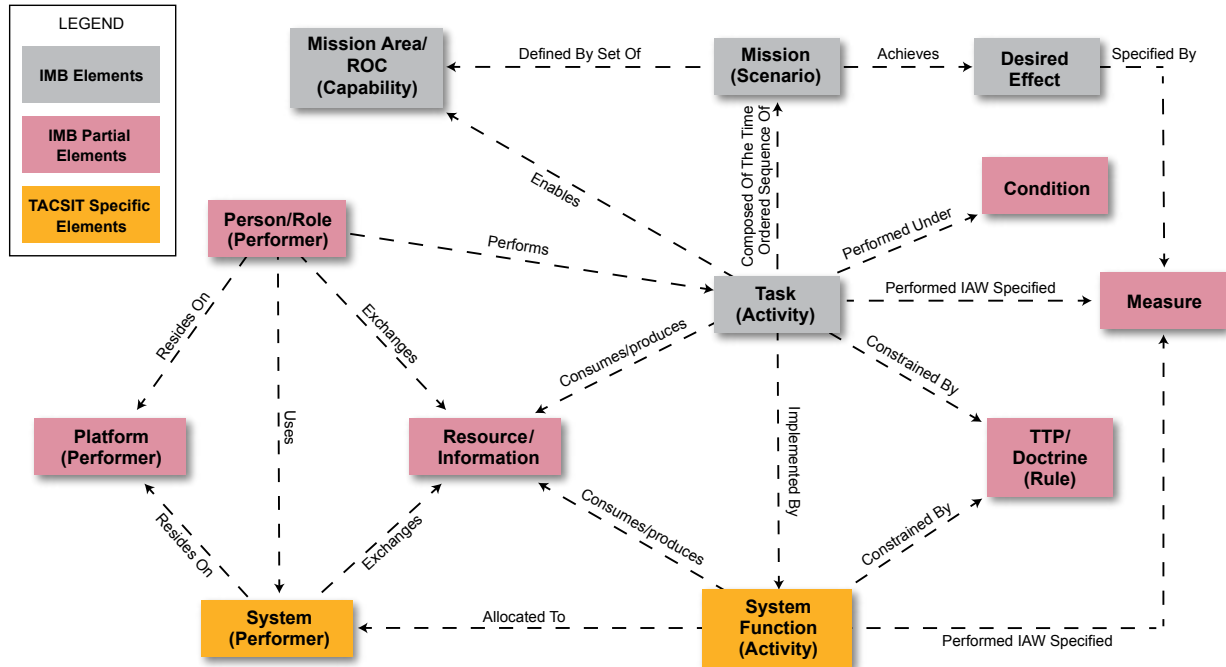 LEGEND
IMB Elements
IMB Partial
Elements
TACSIT Specific
Elements
Mission Area/
ROC
(Capability)
Defined By Set Of
Mission
(Scenario)
Achieves
Desired
Effect
Specified By
Enables
Composed Of The Time
Ordered Sequence Of
Condition
Person/Role
(Performer)
Performs
Performed Under
Task
(Activity)
Performed IAW Specified
Measure
Resides On
Exchanges
Consumes/produces
Constrained By
Uses
Implemented By
Platform
(Performer)
Resource/
Information
TTP/
Doctrine
(Rule)
Resides On
Exchanges
Consumes/produces
Constrained By
System
(Performer)
Allocated To
System
Function
(Activity)
Performed IAW Specified